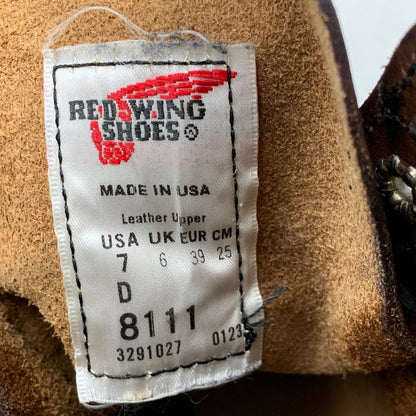 RED WING
SHOES®
MADE IN USA
Leather Upper
USA UK EUR CM
7 6 39 25
D
8111
3291027 0123